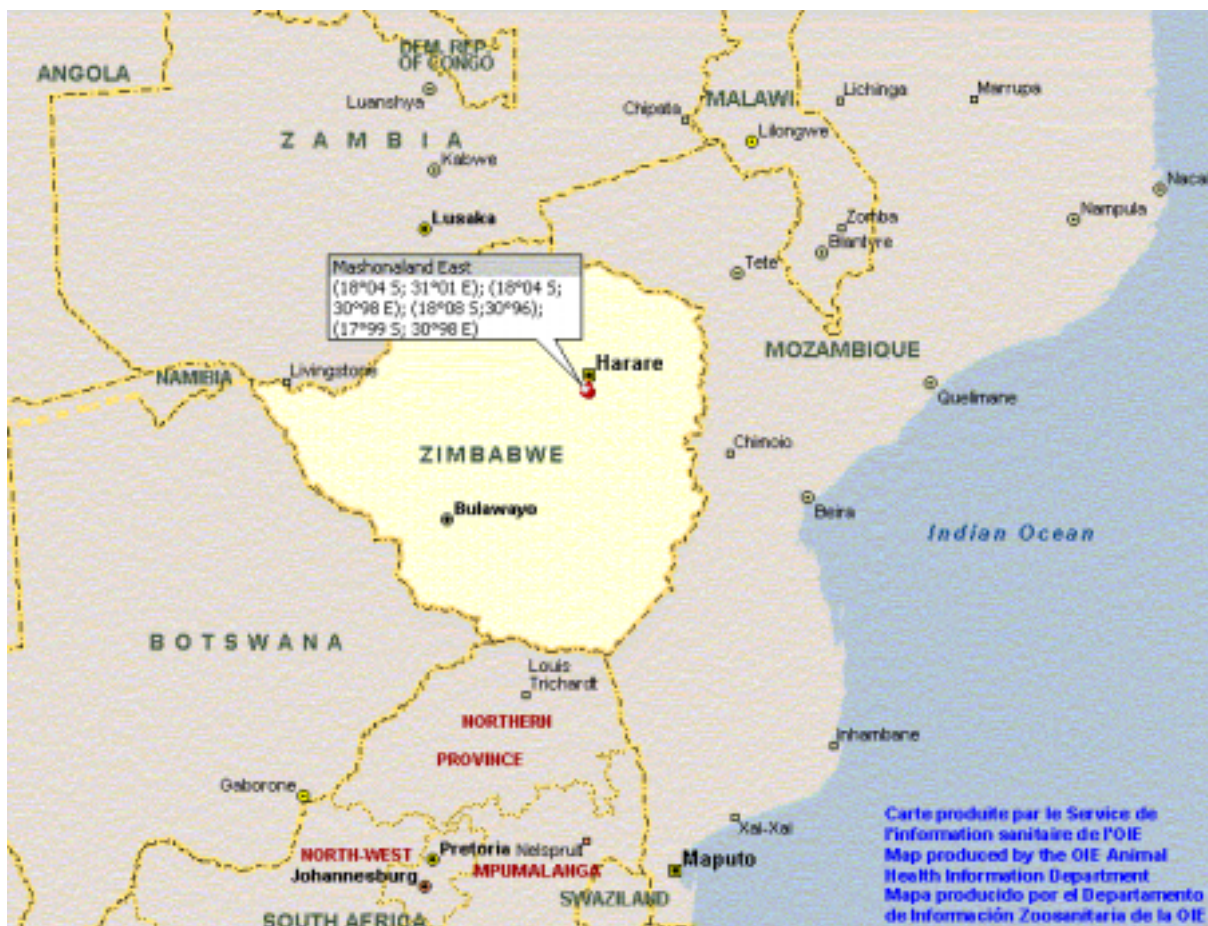 DEM. REP.
OF CONGO
ANGOLA
Luanshya
Chipata
MALAWI
Lichinga
Marrupa
ZAMBIA
Lilongwe
Kabwe
Lusaka
Zomba
Blantyre
Nampula
Nacal
Mashonaland East
(18°04 S; 31°01 E); (18°04 S;
30°98 E); (18°08 S;30°96);
(17°99 S; 30°98 E)
Tete
Harare
MOZAMBIQUE
NAMIBIA
Livingstone
Quelimane
ZIMBABWE
Chimoio
Bulawayo
Beira
Indian Ocean
BOTSWANA
Louis
Trichardt
NORTHERN
PROVINCE
Inhambane
Gaborone
Xai-Xai
NORTH-WEST
Pretoria
Nelspruit
MPUMALANGA
Maputo
Johannesburg
SWAZILAND
SOUTH AFRICA
Carte produite par le Service de
l'information sanitaire de l'OIE
Map produced by the OIE Animal
Health Information Department
Mapa producido por el Departamento
de Información Zoosanitaria de la OIE